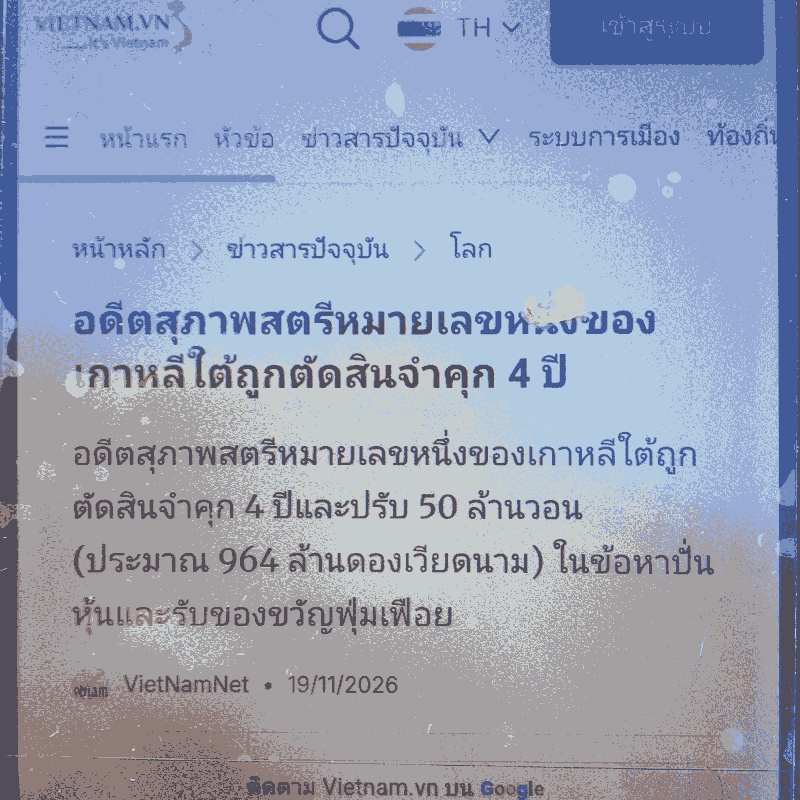 VIETNAM.VN
TH
เข้าสู่ระบบ
หน้าแรก หัวข้อ ข่าวสารปัจจุบัน ระบบการเมือง
หน้าหลัก > ข่าวสารปัจจุบัน > โลก
อดีตสุภาพสตรีหมายเลขหนึ่งของ
เกาหลีใต้ถูกตัดสินจำคุก 4 ปี
อดีตสุภาพสตรีหมายเลขหนึ่งของเกาหลีใต้ถูก
ตัดสินจำคุก 4 ปีและปรับ 50 ล้านวอน
(ประมาณ 964 ล้านดองเวียดนาม) ในข้อหาปั่น
หุ้นและรับของขวัญฟุ่มเฟือย
VietNamNet • 19/11/2026
ติดตาม Vietnam.vn บน Google